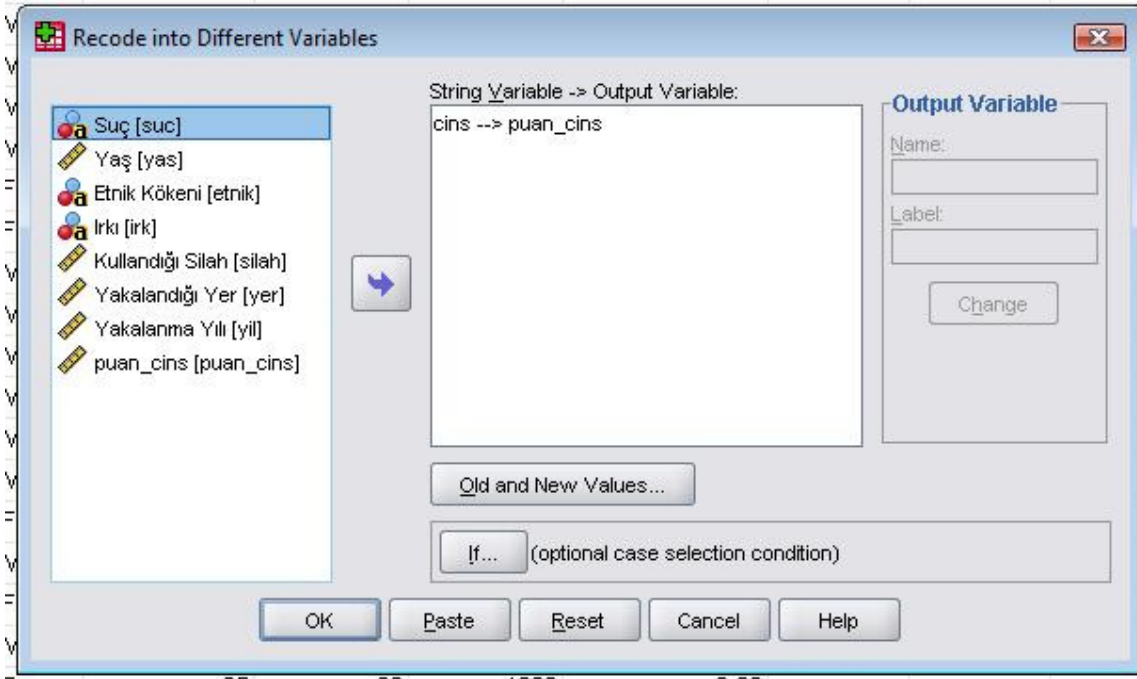 Recode into Different Variables
Suç [suc]
Yaş [yas]
Etnik Kökeni [etnik]
Irkı [irk]
Kullandığı Silah [silah]
Yakalandığı Yer [yer]
Yakalanma Yılı [yil]
puan_cins [puan_cins]
String Variable -> Output Variable:
cins --> puan_cins
Output Variable
Name:
Label:
Change
Old and New Values...
If... (optional case selection condition)
OK Paste Reset Cancel Help